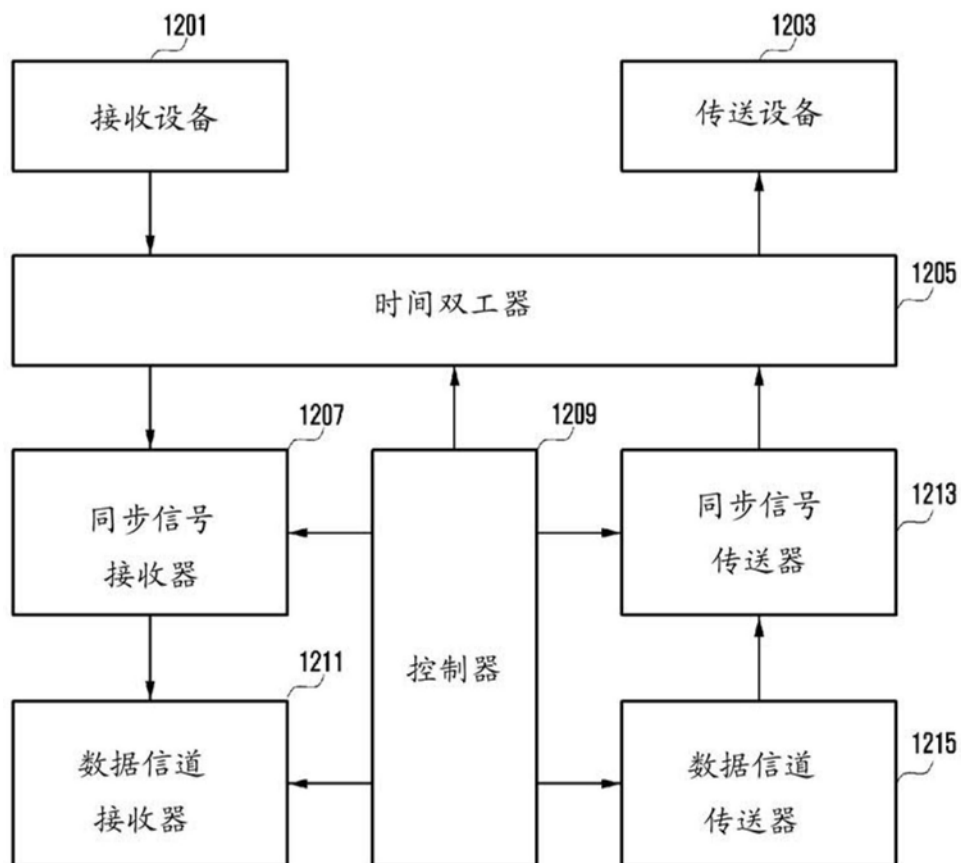 1201
接收设备
1203
传送设备
1205
时间双工器
1207
同步信号
接收器
1209
控制器
1213
同步信号
传送器
1211
数据信道
接收器
1215
数据信道
传送器